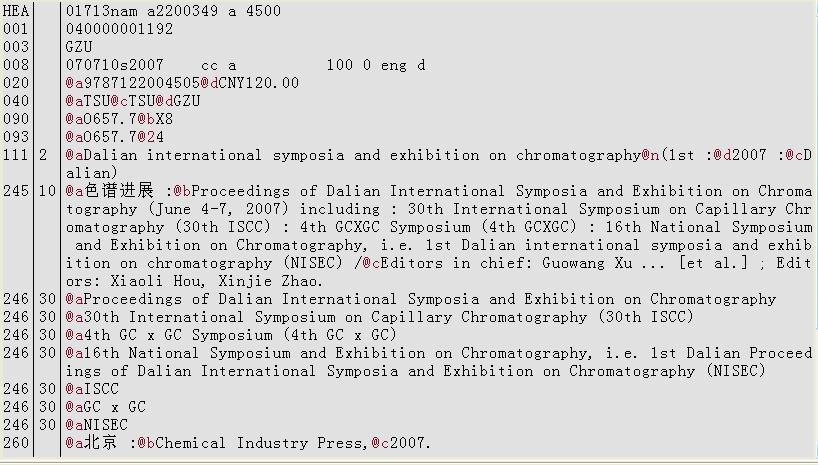 HEA 01713nam a2200349 a 4500
001 040000001192
003 GZU
008 070710s2007    cc a          100 0 eng d
020 @a9787122004505@dCNY120.00
040 @aTSU@cTSU@dGZU
090 @aO657.7@bX8
093 @aO657.7@24
111 2 @aDalian international symposia and exhibition on chromatography@n(1st :@d2007 :@cD
alian)
245 10 @a色谱进展 :@bProceedings of Dalian International Symposia and Exhibition on Chroma
tography (June 4-7, 2007) including : 30th International Symposium on Capillary Chr
omatography (30th ISCC) : 4th GCXGC Symposium (4th GCXGC) : 16th National Symposium
and Exhibition on Chromatography, i.e. 1st Dalian international symposia and exhib
ition on chromatography (NISEC) /@cEditors in chief: Guowang Xu ... [et al.] ; Edit
ors: Xiaoli Hou, Xinjie Zhao.
246 30 @aProceedings of Dalian International Symposia and Exhibition on Chromatography
246 30 @a30th International Symposium on Capillary Chromatography (30th ISCC)
246 30 @a4th GC x GC Symposium (4th GC x GC)
246 30 @a16th National Symposium and Exhibition on Chromatography, i.e. 1st Dalian Proceed
ings of Dalian International Symposia and Exhibition on Chromatography (NISEC)
246 30 @aISCC
246 30 @aGC x GC
246 30 @aNISEC
260 @a北京 :@bChemical Industry Press,@c2007.